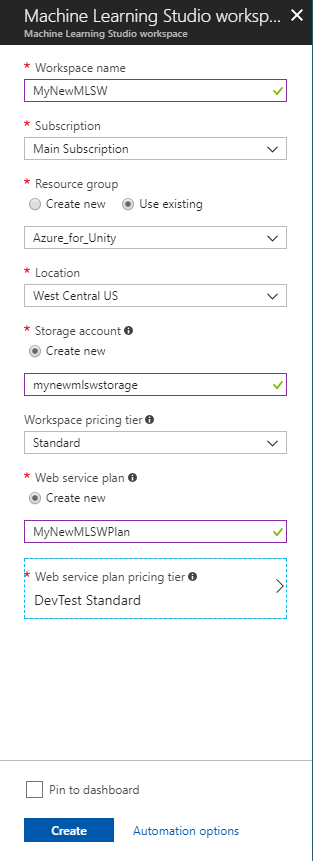 Machine Learning Studio worksp...
Machine Learning Studio workspace
* Workspace name
MyNewMLSW
* Subscription
Main Subscription
* Resource group
Create new Use existing
Azure_for_Unity
* Location
West Central US
* Storage account
Create new
mynewmlswstorage
Workspace pricing tier
Standard
* Web service plan
Create new
MyNewMLSWPlan
* Web service plan pricing tier
DevTest Standard
Pin to dashboard
Create Automation options